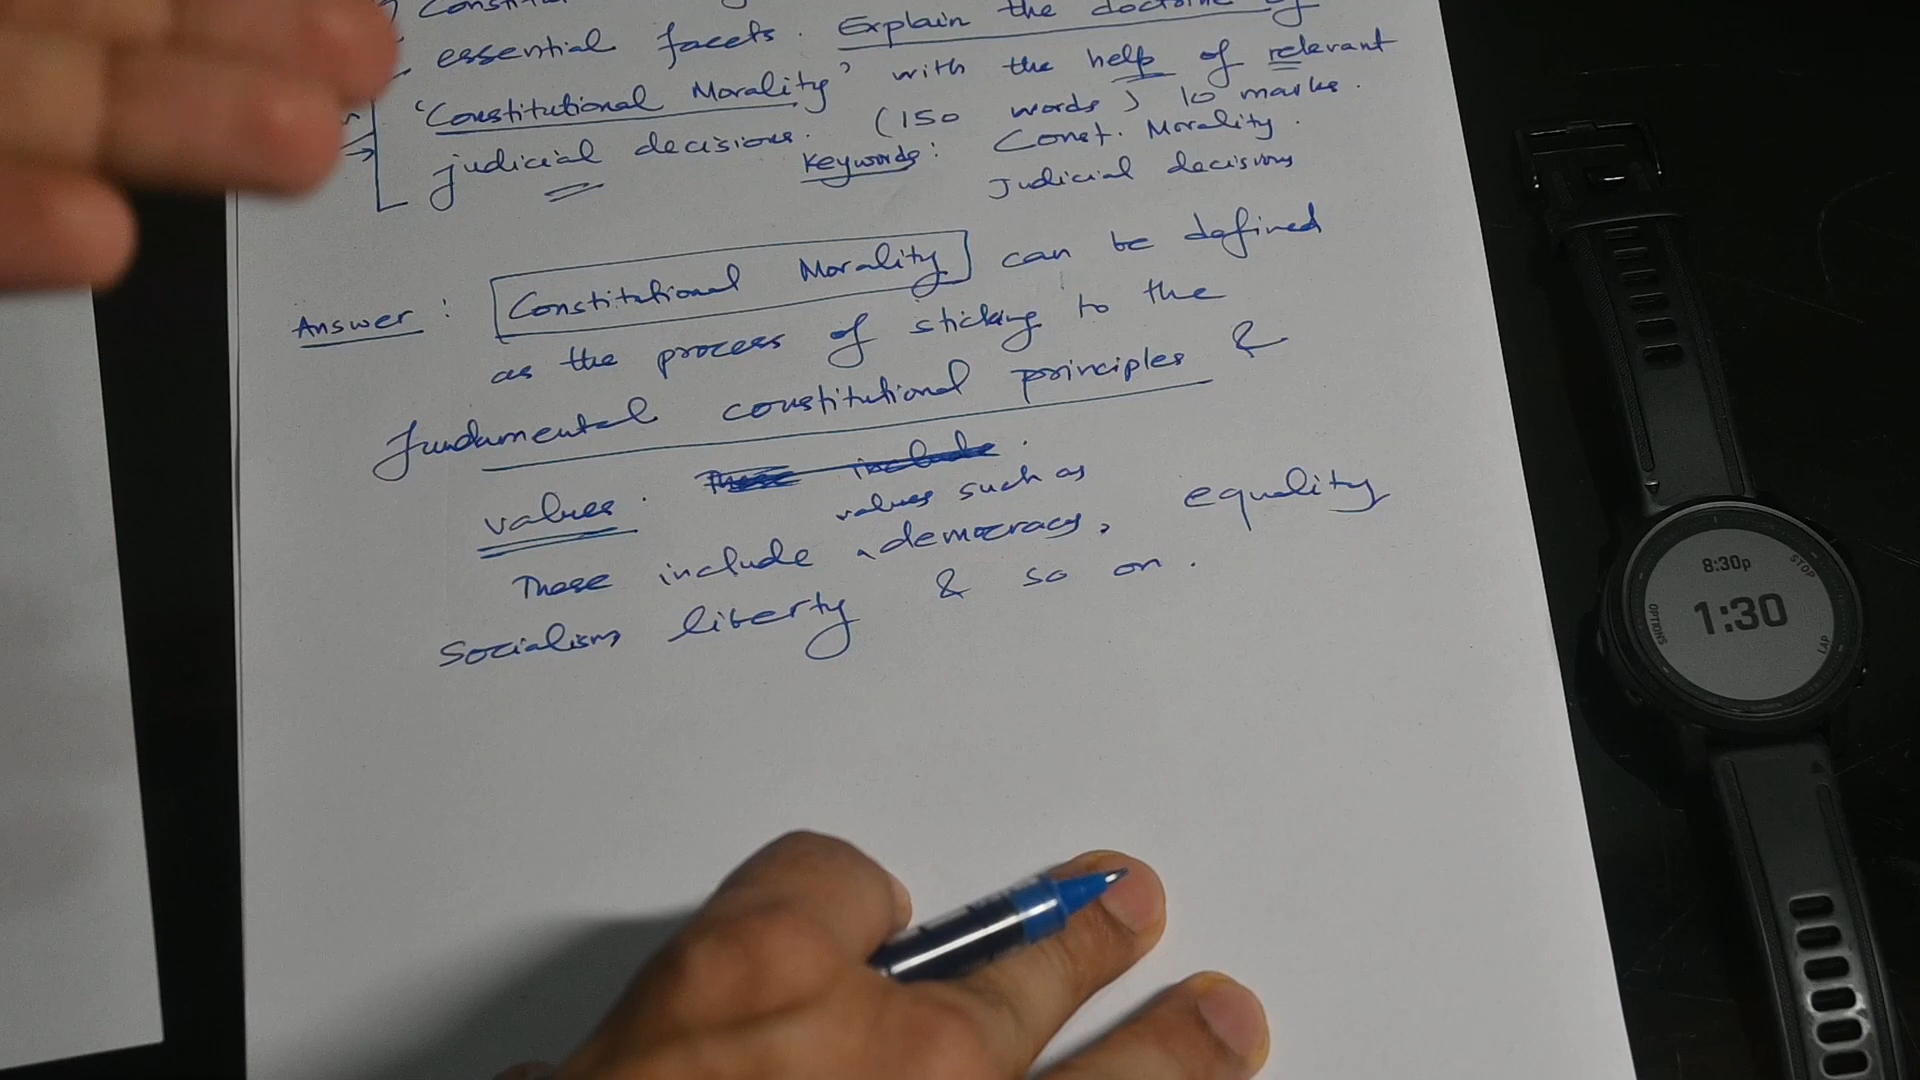 essential facets. Explain the doctrine of
'Constitutional Morality' with the help of relevant
judicial decisions. (150 words) 10 marks.
Keywords: Const. Morality.
Judicial decisions
Answer: Constitutional Morality can be defined
as the process of sticking to the
fundamental constitutional principles &
values. These include.
values such as
These include democracy, equality
Socialism liberty & so on.
8:30p
1:30
STOP
OPTIONS
LAP